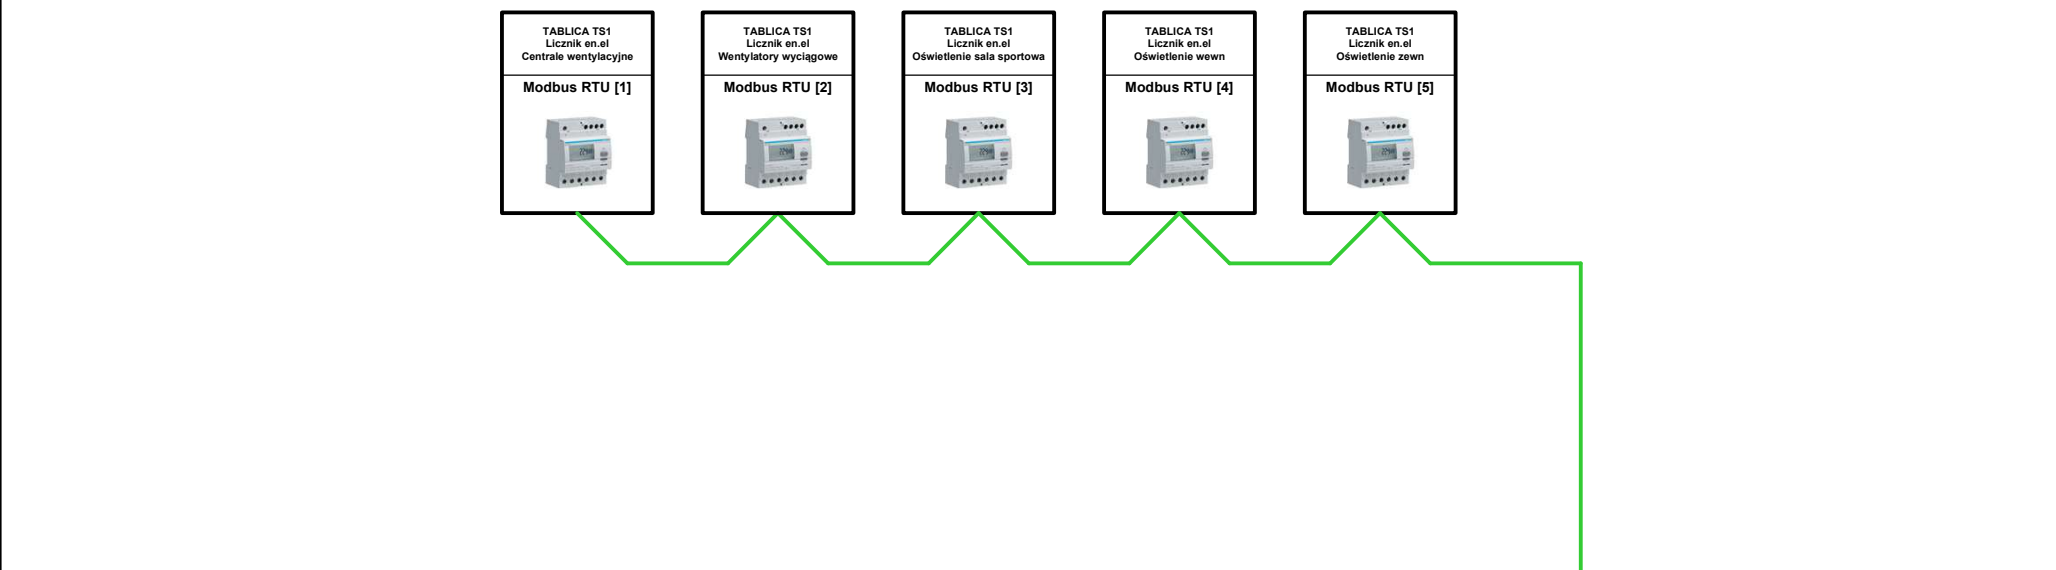 TABLICA TS1
Licznik en.el
Centrale wentylacyjne
Modbus RTU [1]
TABLICA TS1
Licznik en.el
Wentylatory wyciągowe
Modbus RTU [2]
TABLICA TS1
Licznik en.el
Oświetlenie sala sportowa
Modbus RTU [3]
TABLICA TS1
Licznik en.el
Oświetlenie wewn
Modbus RTU [4]
TABLICA TS1
Licznik en.el
Oświetlenie zewn
Modbus RTU [5]